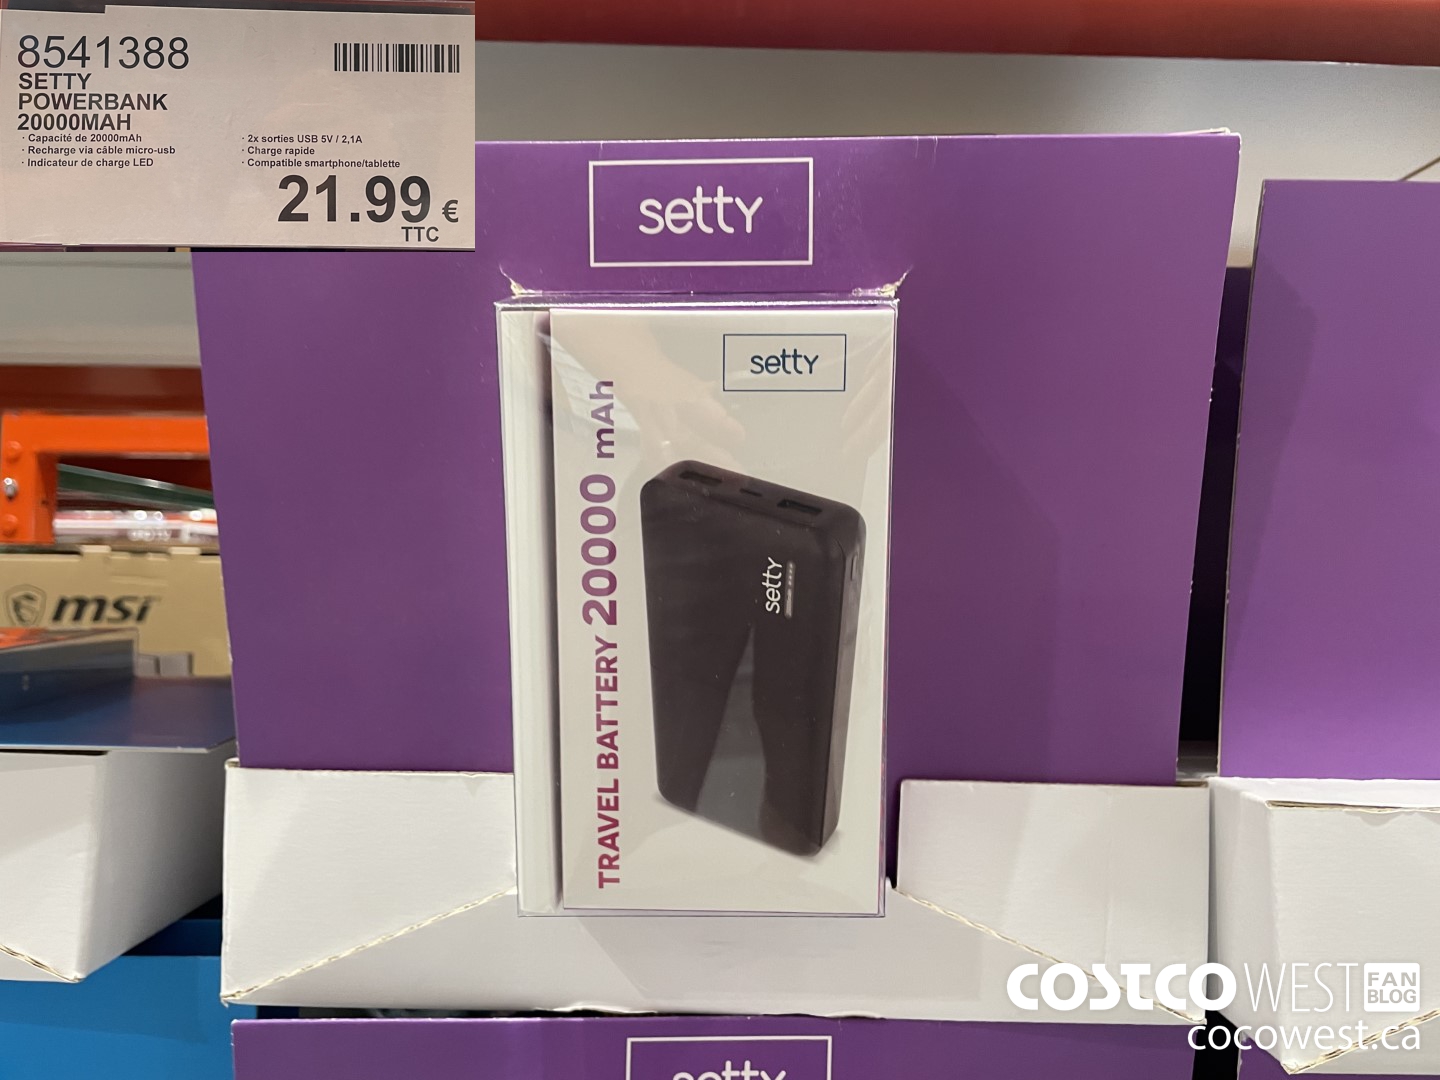 8541388
SETTY
POWERBANK
20000MAH
· Capacité de 20000mAh
· Recharge via câble micro-usb
· Indicateur de charge LED
· 2x sorties USB 5V / 2,1A
· Charge rapide
· Compatible smartphone/tablette
21.99 €
TTC
setty
setty
TRAVEL BATTERY 20000 mAh
setty
msi
setty
COSTCO WEST FAN BLOG
cocowest.ca